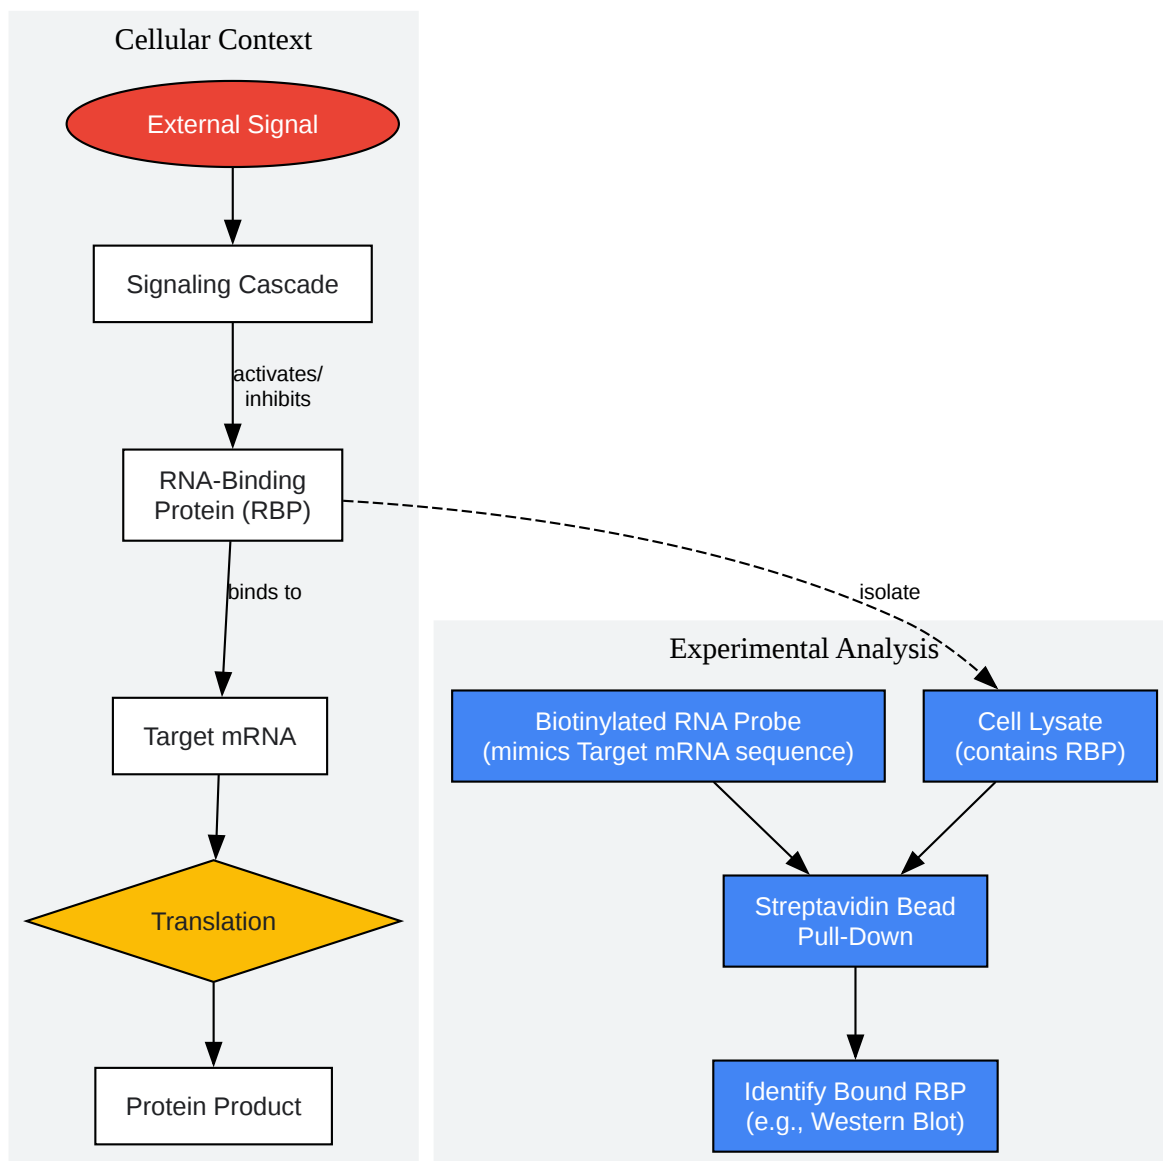 Cellular Context
External Signal
Signaling Cascade
activates/
inhibits
RNA-Binding
Protein (RBP)
binds to
isolate
Target mRNA
Translation
Protein Product
Experimental Analysis
Biotinylated RNA Probe
(mimics Target mRNA sequence)
Cell Lysate
(contains RBP)
Streptavidin Bead
Pull-Down
Identify Bound RBP
(e.g., Western Blot)